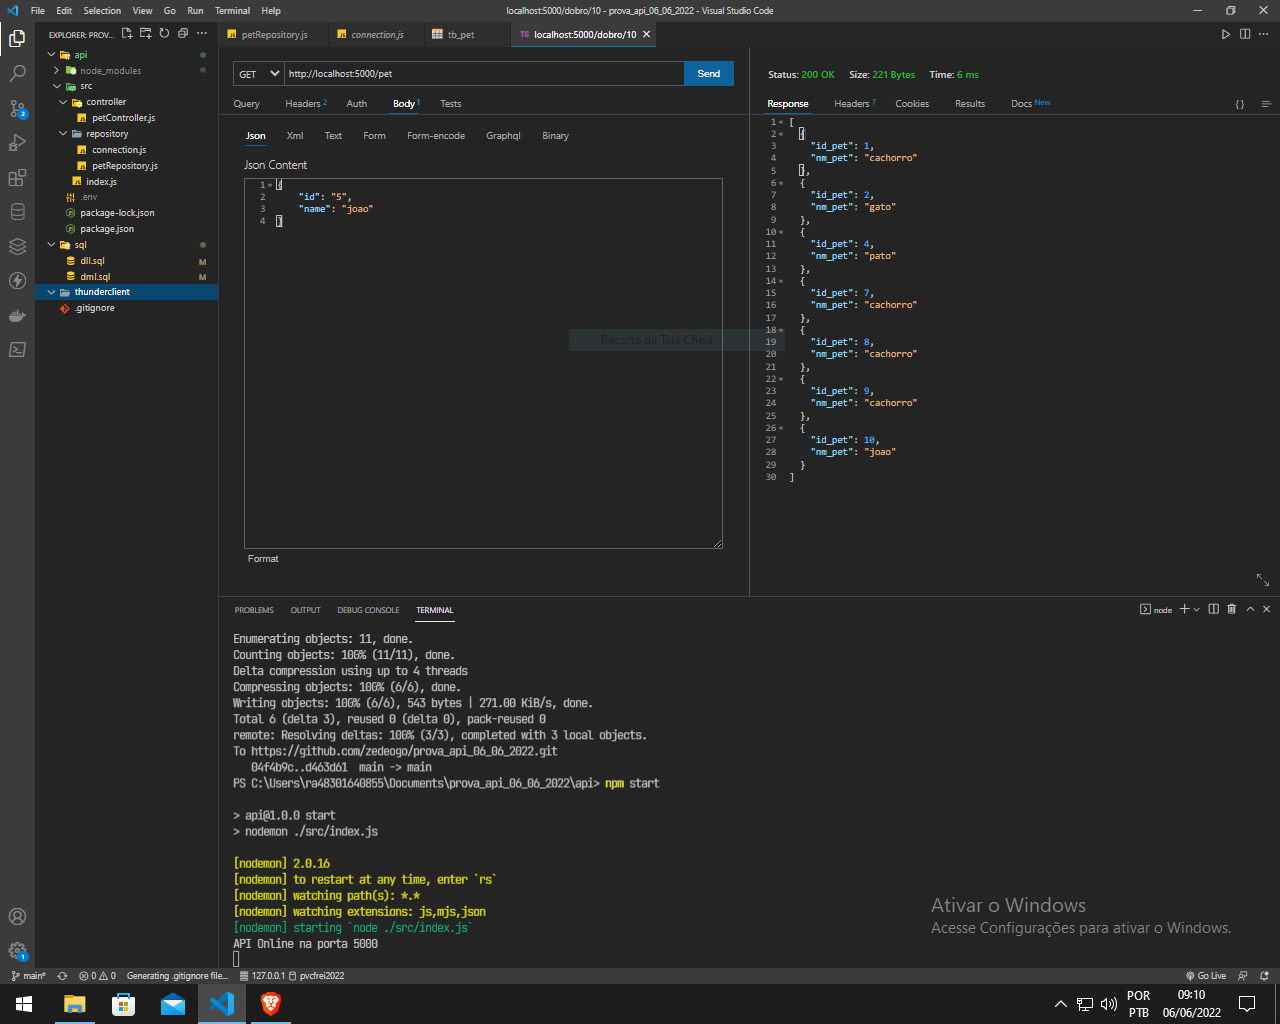 File Edit Selection View Go Run Terminal Help
localhost:5000/dobro/10 - prova_api_06_06_2022 - Visual Studio Code
EXPLORER: PROV...
api
node_modules
src
controller
petController.js
repository
connection.js
petRepository.js
index.js
.env
package-lock.json
package.json
sql
dll.sql M
dml.sql M
thunderclient
.gitignore
2
1
petRepository.js
connection.js
tb_pet
TC localhost:5000/dobro/10
GET http://localhost:5000/pet Send
Query Headers 2 Auth Body 1 Tests
Json Xml Text Form Form-encode Graphql Binary
Json Content
1 {
2 "id": "5",
3 "name": "joao"
4 }
Format
Recorte de Tela Cheia
Status: 200 OK Size: 221 Bytes Time: 6 ms
Response Headers 7 Cookies Results Docs New { }
1 [
2 {
3 "id_pet": 1,
4 "nm_pet": "cachorro"
5 },
6 {
7 "id_pet": 2,
8 "nm_pet": "gato"
9 },
10 {
11 "id_pet": 4,
12 "nm_pet": "pato"
13 },
14 {
15 "id_pet": 7,
16 "nm_pet": "cachorro"
17 },
18 {
19 "id_pet": 8,
20 "nm_pet": "cachorro"
21 },
22 {
23 "id_pet": 9,
24 "nm_pet": "cachorro"
25 },
26 {
27 "id_pet": 10,
28 "nm_pet": "joao"
29 }
30 ]
PROBLEMS OUTPUT DEBUG CONSOLE TERMINAL
node
Enumerating objects: 11, done.
Counting objects: 100% (11/11), done.
Delta compression using up to 4 threads
Compressing objects: 100% (6/6), done.
Writing objects: 100% (6/6), 543 bytes | 271.00 KiB/s, done.
Total 6 (delta 3), reused 0 (delta 0), pack-reused 0
remote: Resolving deltas: 100% (3/3), completed with 3 local objects.
To https://github.com/zedeogo/prova_api_06_06_2022.git
04f4b9c..d463d61 main -> main
PS C:\Users\ra48301640855\Documents\prova_api_06_06_2022\api> npm start
> api@1.0.0 start
> nodemon ./src/index.js
[nodemon] 2.0.16
[nodemon] to restart at any time, enter `rs`
[nodemon] watching path(s): *.*
[nodemon] watching extensions: js,mjs,json
[nodemon] starting `node ./src/index.js`
API Online na porta 5000
Ativar o Windows
Acesse Configurações para ativar o Windows.
main* 0 0 Generating .gitignore file... 127.0.0.1 pvcfrei2022 Go Live
POR
PTB
09:10
06/06/2022